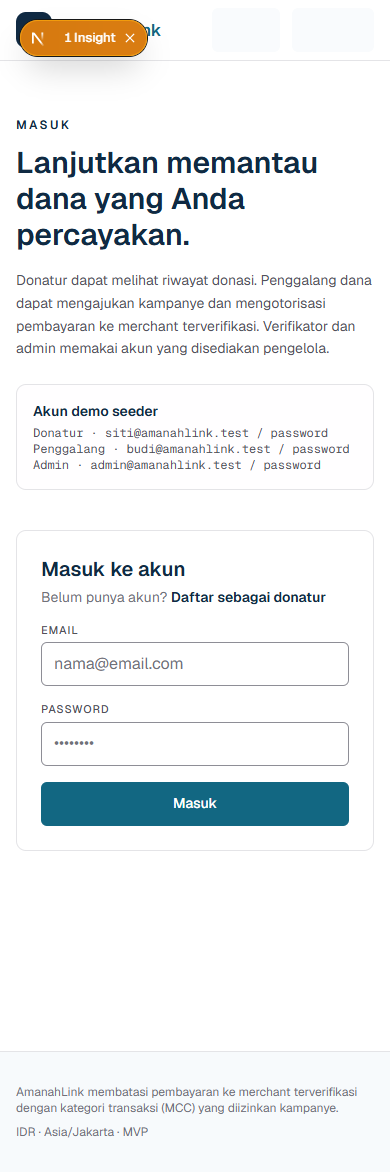 1 Insight
MASUK
Lanjutkan memantau
dana yang Anda
percayakan.
Donatur dapat melihat riwayat donasi. Penggalang dana
dapat mengajukan kampanye dan mengotorisasi
pembayaran ke merchant terverifikasi. Verifikator dan
admin memakai akun yang disediakan pengelola.
Akun demo seeder
Donatur · siti@amanahlink.test / password
Penggalang · budi@amanahlink.test / password
Admin · admin@amanahlink.test / password
Masuk ke akun
Belum punya akun? Daftar sebagai donatur
EMAIL
nama@email.com
PASSWORD
••••••••
Masuk
AmanahLink membatasi pembayaran ke merchant terverifikasi
dengan kategori transaksi (MCC) yang diizinkan kampanye.
IDR · Asia/Jakarta · MVP